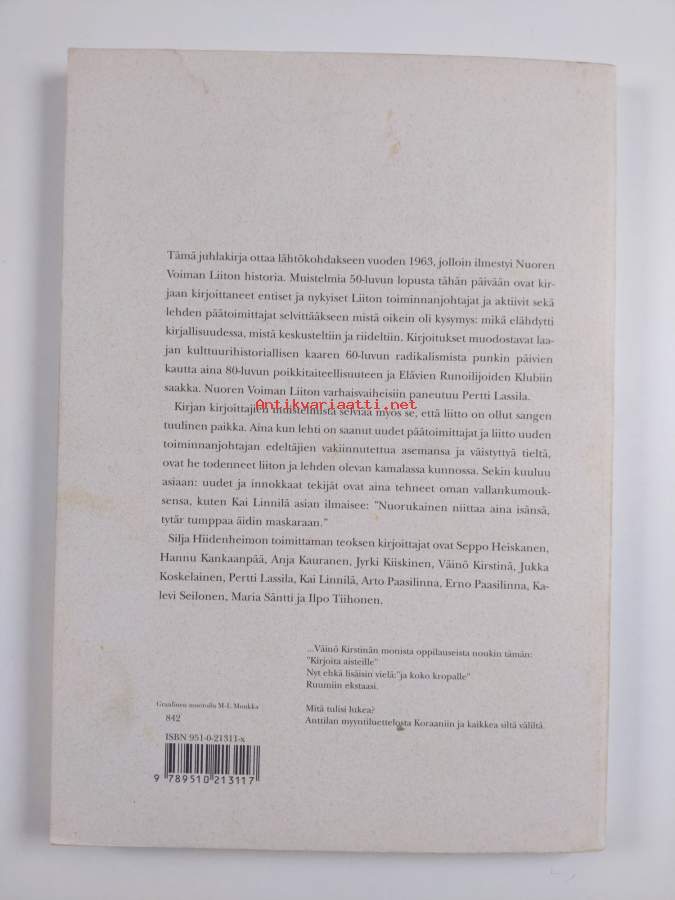 Tämä juhlakirja ottaa lähtökohdakseen vuoden 1963, jolloin ilmestyi Nuoren
Voiman Liiton historia. Muistelmia 50-luvun lopusta tähän päivään ovat kir-
jaan kirjoittaneet entiset ja nykyiset Liiton toiminnanjohtajat ja aktiivit sekä
lehden päätoimittajat selvittääkseen mistä oikein oli kysymys: mikä elähdytti
kirjallisuudessa, mistä keskusteltiin ja riideltiin. Kirjoitukset muodostavat laa-
jan kulttuurihistoriallisen kaaren 60-luvun radikalismista punkin päivien
kautta aina 80-luvun poikkitaiteellisuuteen ja Elävien Runoilijoiden Klubiin
saakka. Nuoren Voiman Liiton varhaisvaiheisiin paneutuu Pertti Lassila.
Antikvariaatti.net
Kirjan kirjoittajien muistelmista selviää myös se, että liitto on ollut sangen
tuulinen paikka. Aina kun lehti on saanut uudet päätoimittajat ja liitto uuden
toiminnanjohtajan edeltäjien vakiinnutettua asemansa ja väistyttyä tieltä,
ovat he todenneet liiton ja lehden olevan kamalassa kunnossa. Sekin kuuluu
asiaan: uudet ja innokkaat tekijät ovat aina tehneet oman vallankumouk-
sensa, kuten Kai Linnilä asian ilmaisee: "Nuorukainen niittaa aina isänsä,
tytär tumppaa äidin maskaraan."
Silja Hiidenheimon toimittaman teoksen kirjoittajat ovat Seppo Heiskanen,
Hannu Kankaanpää, Anja Kauranen, Jyrki Kiiskinen, Väinö Kirstinä, Jukka
Koskelainen, Pertti Lassila, Kai Linnilä, Arto Paasilinna, Erno Paasilinna, Ka-
levi Seilonen, Maria Säntti ja Ilpo Tiihonen.
...Väinö Kirstinän monista oppilauseista noukin tämän:
"Kirjoita aisteille"
Nyt ehkä lisäisin vielä:"ja koko kropalle"
Ruumiin ekstaasi.
Mitä tulisi lukea?
Anttilan myyntiluettelosta Koraaniin ja kaikkea siltä väliltä.
Graafinen muotoilu M-L Muukka
842
ISBN 951-0-21311-x
9 789510 213117